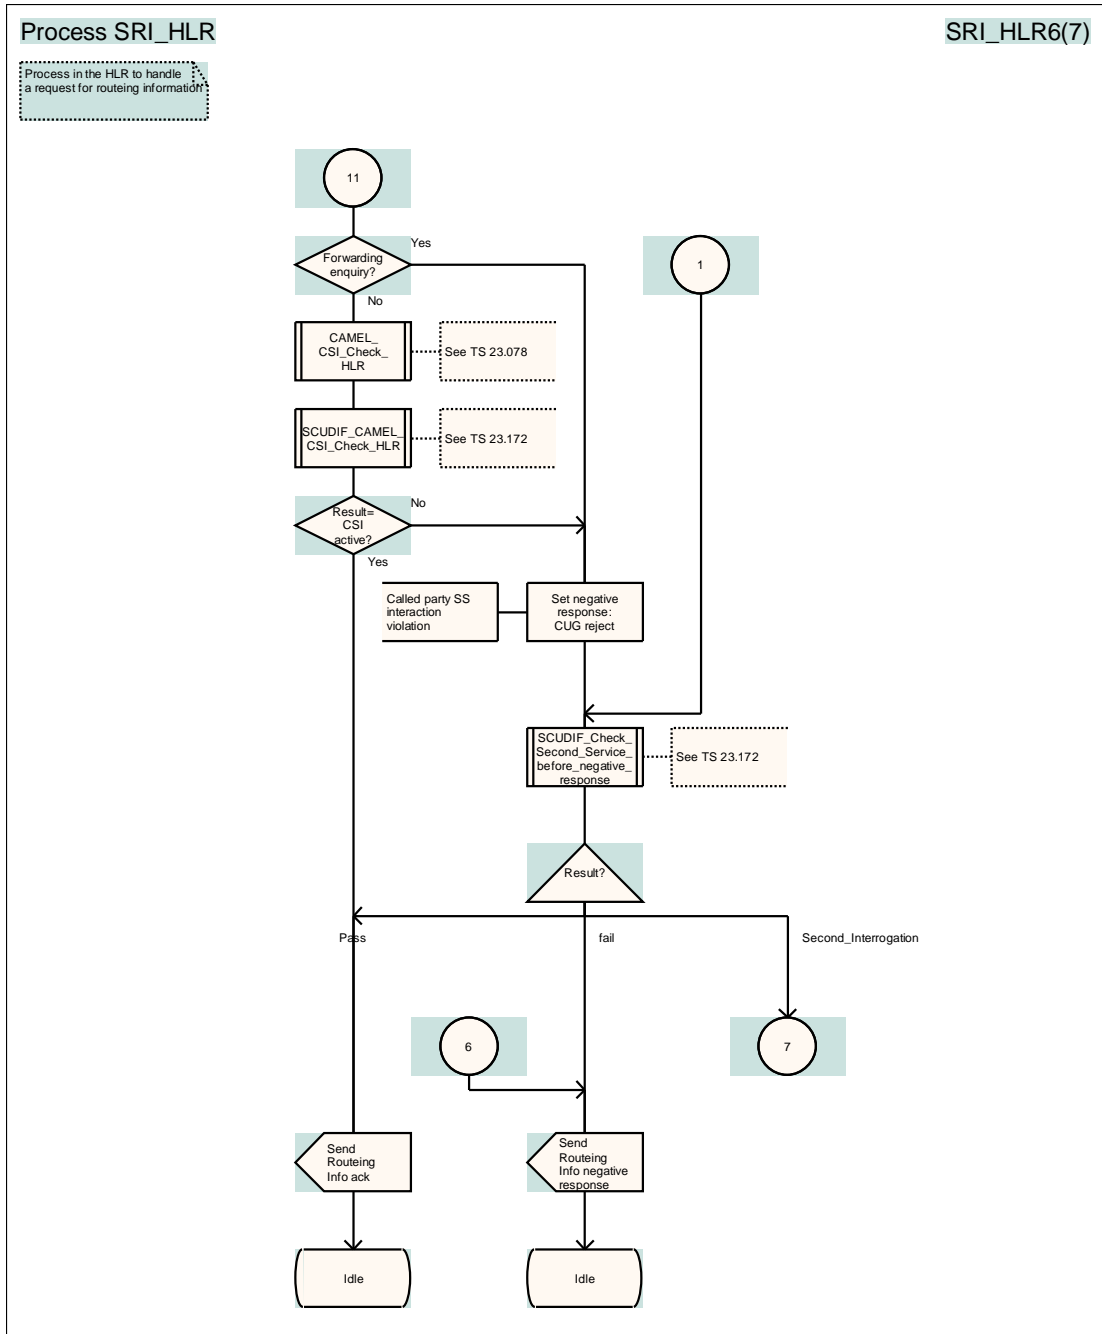 Process SRI_HLR
SRI_HLR6(7)
Process in the HLR to handle
a request for routeing information
11
Yes
Forwarding
enquiry?
1
No
CAMEL_
CSI_Check_
HLR
See TS 23.078
SCUDIF_CAMEL_
CSI_Check_HLR
See TS 23.172
No
Result=
CSI
active?
Yes
Called party SS
interaction
violation
Set negative
response:
CUG reject
SCUDIF_Check_
Second_Service_
before_negative_
response
See TS 23.172
Result?
Pass
fail
Second_Interrogation
6
7
Send
Routeing
Info ack
Send
Routeing
Info negative
response
Idle
Idle